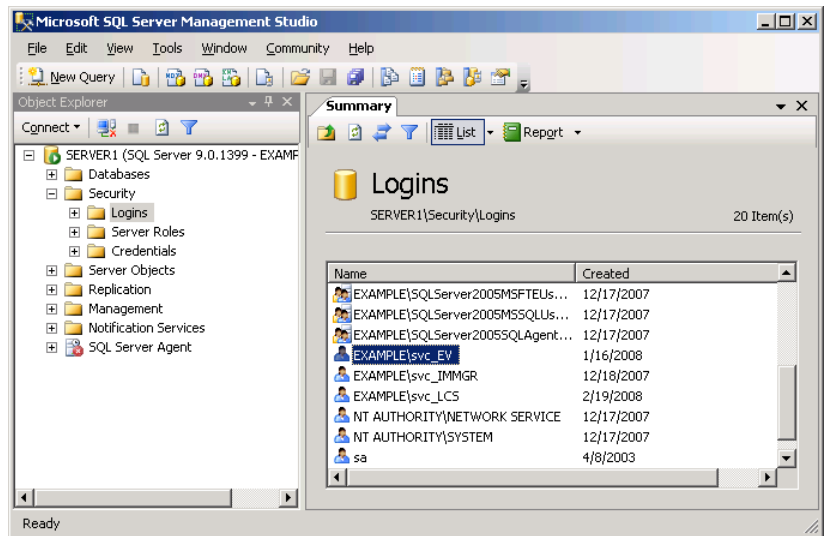 Microsoft SQL Server Management Studio
File Edit View Tools Window Community Help
New Query
Object Explorer
Connect
SERVER1 (SQL Server 9.0.1399 - EXAMP
Databases
Security
Logins
Server Roles
Credentials
Server Objects
Replication
Management
Notification Services
SQL Server Agent
Summary
List Report
Logins
SERVER1\Security\Logins 20 Item(s)
Name Created
EXAMPLE\SQLServer2005MSFTEUs... 12/17/2007
EXAMPLE\SQLServer2005MSSQLUs... 12/17/2007
EXAMPLE\SQLServer2005SQLAgent... 12/17/2007
EXAMPLE\svc_EV 1/16/2008
EXAMPLE\svc_IMMGR 12/18/2007
EXAMPLE\svc_LCS 2/19/2008
NT AUTHORITY\NETWORK SERVICE 12/17/2007
NT AUTHORITY\SYSTEM 12/17/2007
sa 4/8/2003
Ready